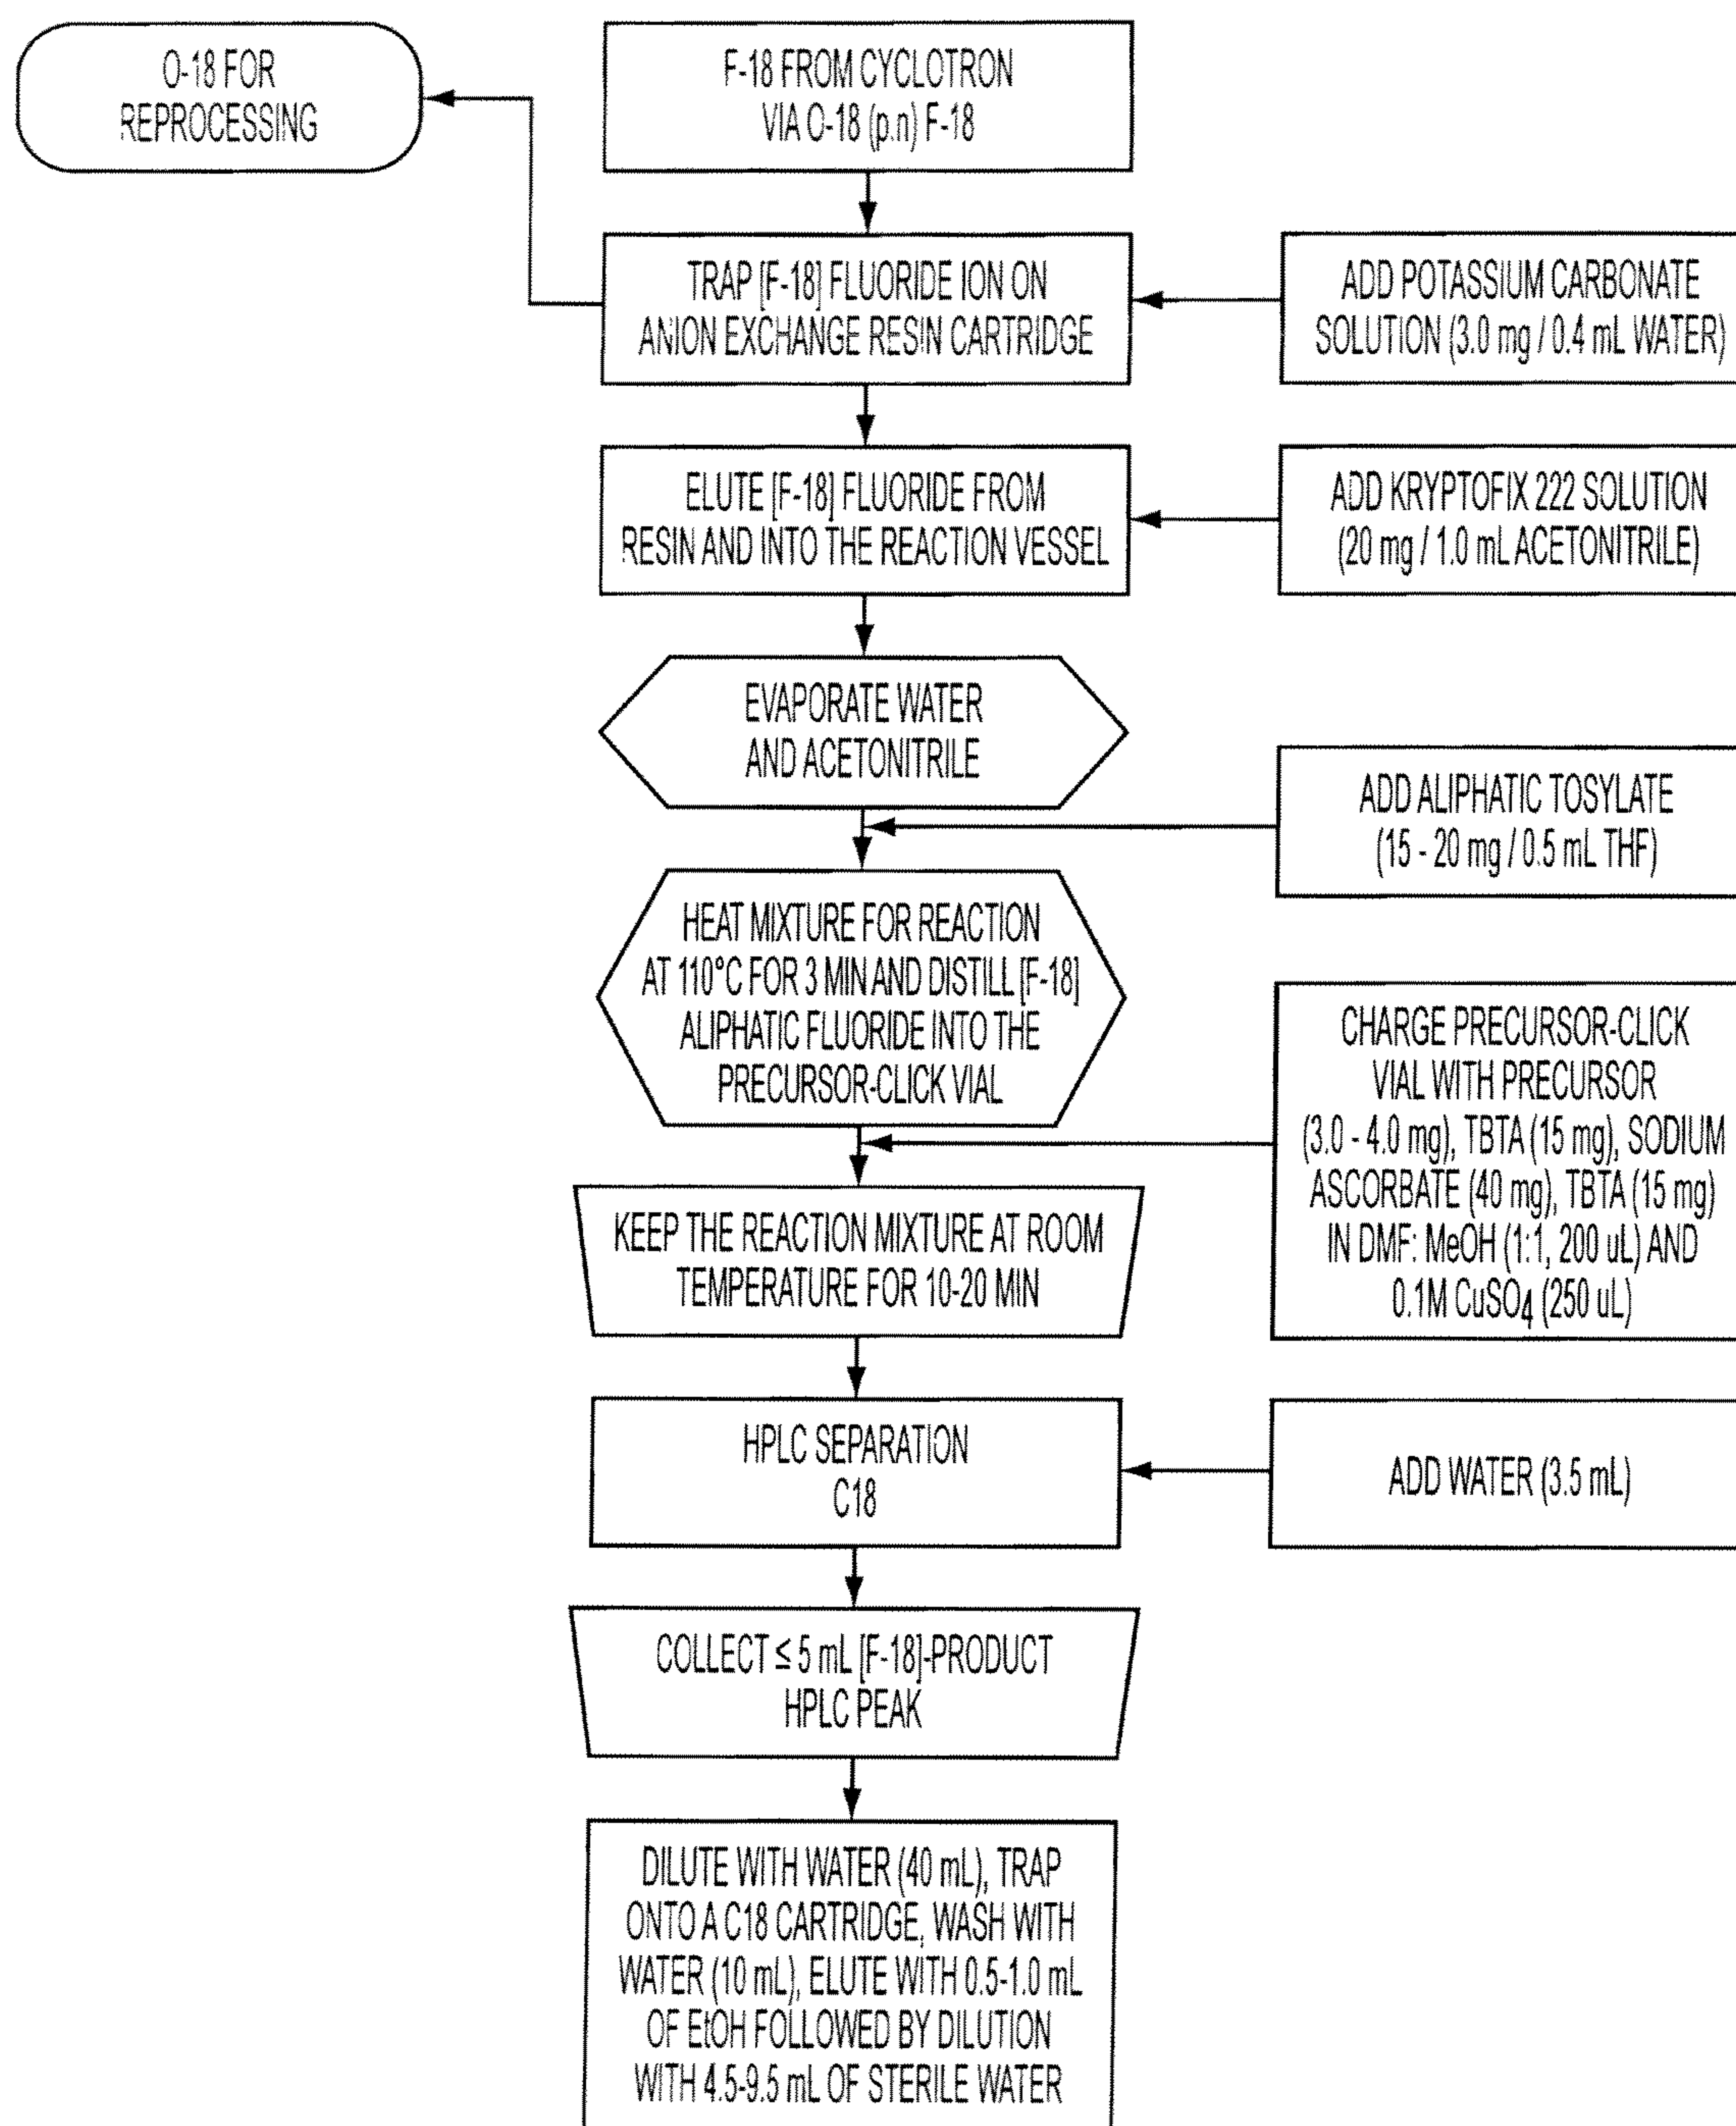 O-18 FOR
REPROCESSING
F-18 FROM CYCLOTRON
VIA O-18 (p.n) F-18
TRAP [F-18] FLUORIDE ION ON
ANION EXCHANGE RESIN CARTRIDGE
ADD POTASSIUM CARBONATE
SOLUTION (3.0 mg / 0.4 mL WATER)
ELUTE [F-18] FLUORIDE FROM
RESIN AND INTO THE REACTION VESSEL
ADD KRYPTOFIX 222 SOLUTION
(20 mg / 1.0 mL ACETONITRILE)
EVAPORATE WATER
AND ACETONITRILE
ADD ALIPHATIC TOSYLATE
(15 - 20 mg / 0.5 mL THF)
HEAT MIXTURE FOR REACTION
AT 110°C FOR 3 MIN AND DISTILL [F-18]
ALIPHATIC FLUORIDE INTO THE
PRECURSOR-CLICK VIAL
CHARGE PRECURSOR-CLICK
VIAL WITH PRECURSOR
(3.0 - 4.0 mg), TBTA (15 mg), SODIUM
ASCORBATE (40 mg), TBTA (15 mg)
IN DMF: MeOH (1:1, 200 uL) AND
0.1M CuSO4 (250 uL)
KEEP THE REACTION MIXTURE AT ROOM
TEMPERATURE FOR 10-20 MIN
HPLC SEPARATION
C18
ADD WATER (3.5 mL)
COLLECT ≤ 5 mL [F-18]-PRODUCT
HPLC PEAK
DILUTE WITH WATER (40 mL), TRAP
ONTO A C18 CARTRIDGE, WASH WITH
WATER (10 mL), ELUTE WITH 0.5-1.0 mL
OF EtOH FOLLOWED BY DILUTION
WITH 4.5-9.5 mL OF STERILE WATER